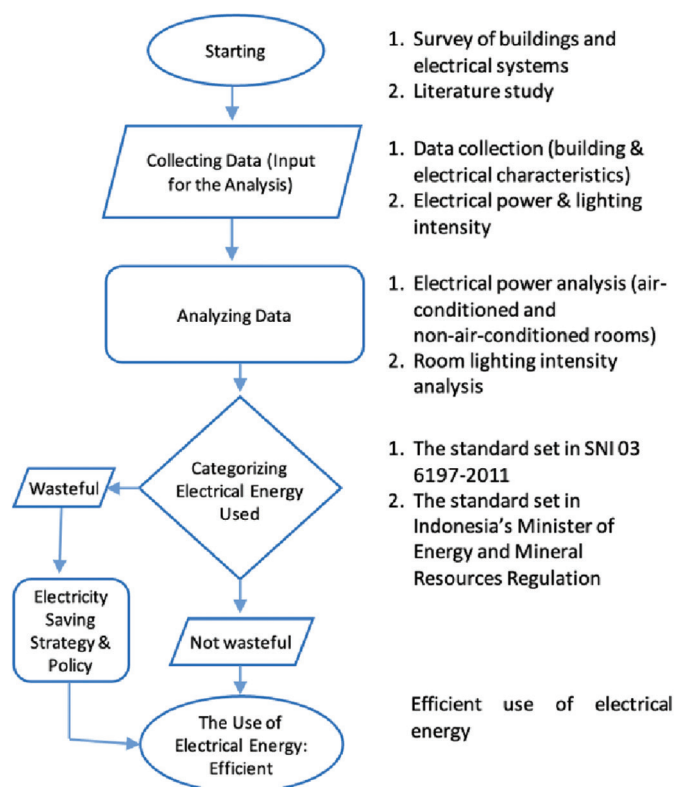 Starting
1. Survey of buildings and
electrical systems
2. Literature study
Collecting Data (Input
for the Analysis)
1. Data collection (building &
electrical characteristics)
2. Electrical power & lighting
intensity
Analyzing Data
1. Electrical power analysis (air-
conditioned and
non-air-conditioned rooms)
2. Room lighting intensity
analysis
Categorizing
Electrical Energy
Used
1. The standard set in SNI 03
6197-2011
2. The standard set in
Indonesia's Minister of
Energy and Mineral
Resources Regulation
Wasteful
Electricity
Saving
Strategy &
Policy
Not wasteful
The Use of
Electrical Energy:
Efficient
Efficient use of electrical
energy